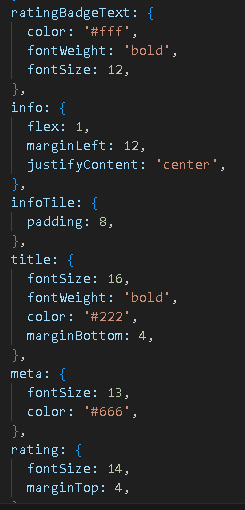 ratingBadgeText: {
color: '#fff',
fontWeight: 'bold',
fontSize: 12,
},
info: {
flex: 1,
marginLeft: 12,
justifyContent: 'center',
},
infoTile: {
padding: 8,
},
title: {
fontSize: 16,
fontWeight: 'bold',
color: '#222',
marginBottom: 4,
},
meta: {
fontSize: 13,
color: '#666',
},
rating: {
fontSize: 14,
marginTop: 4,